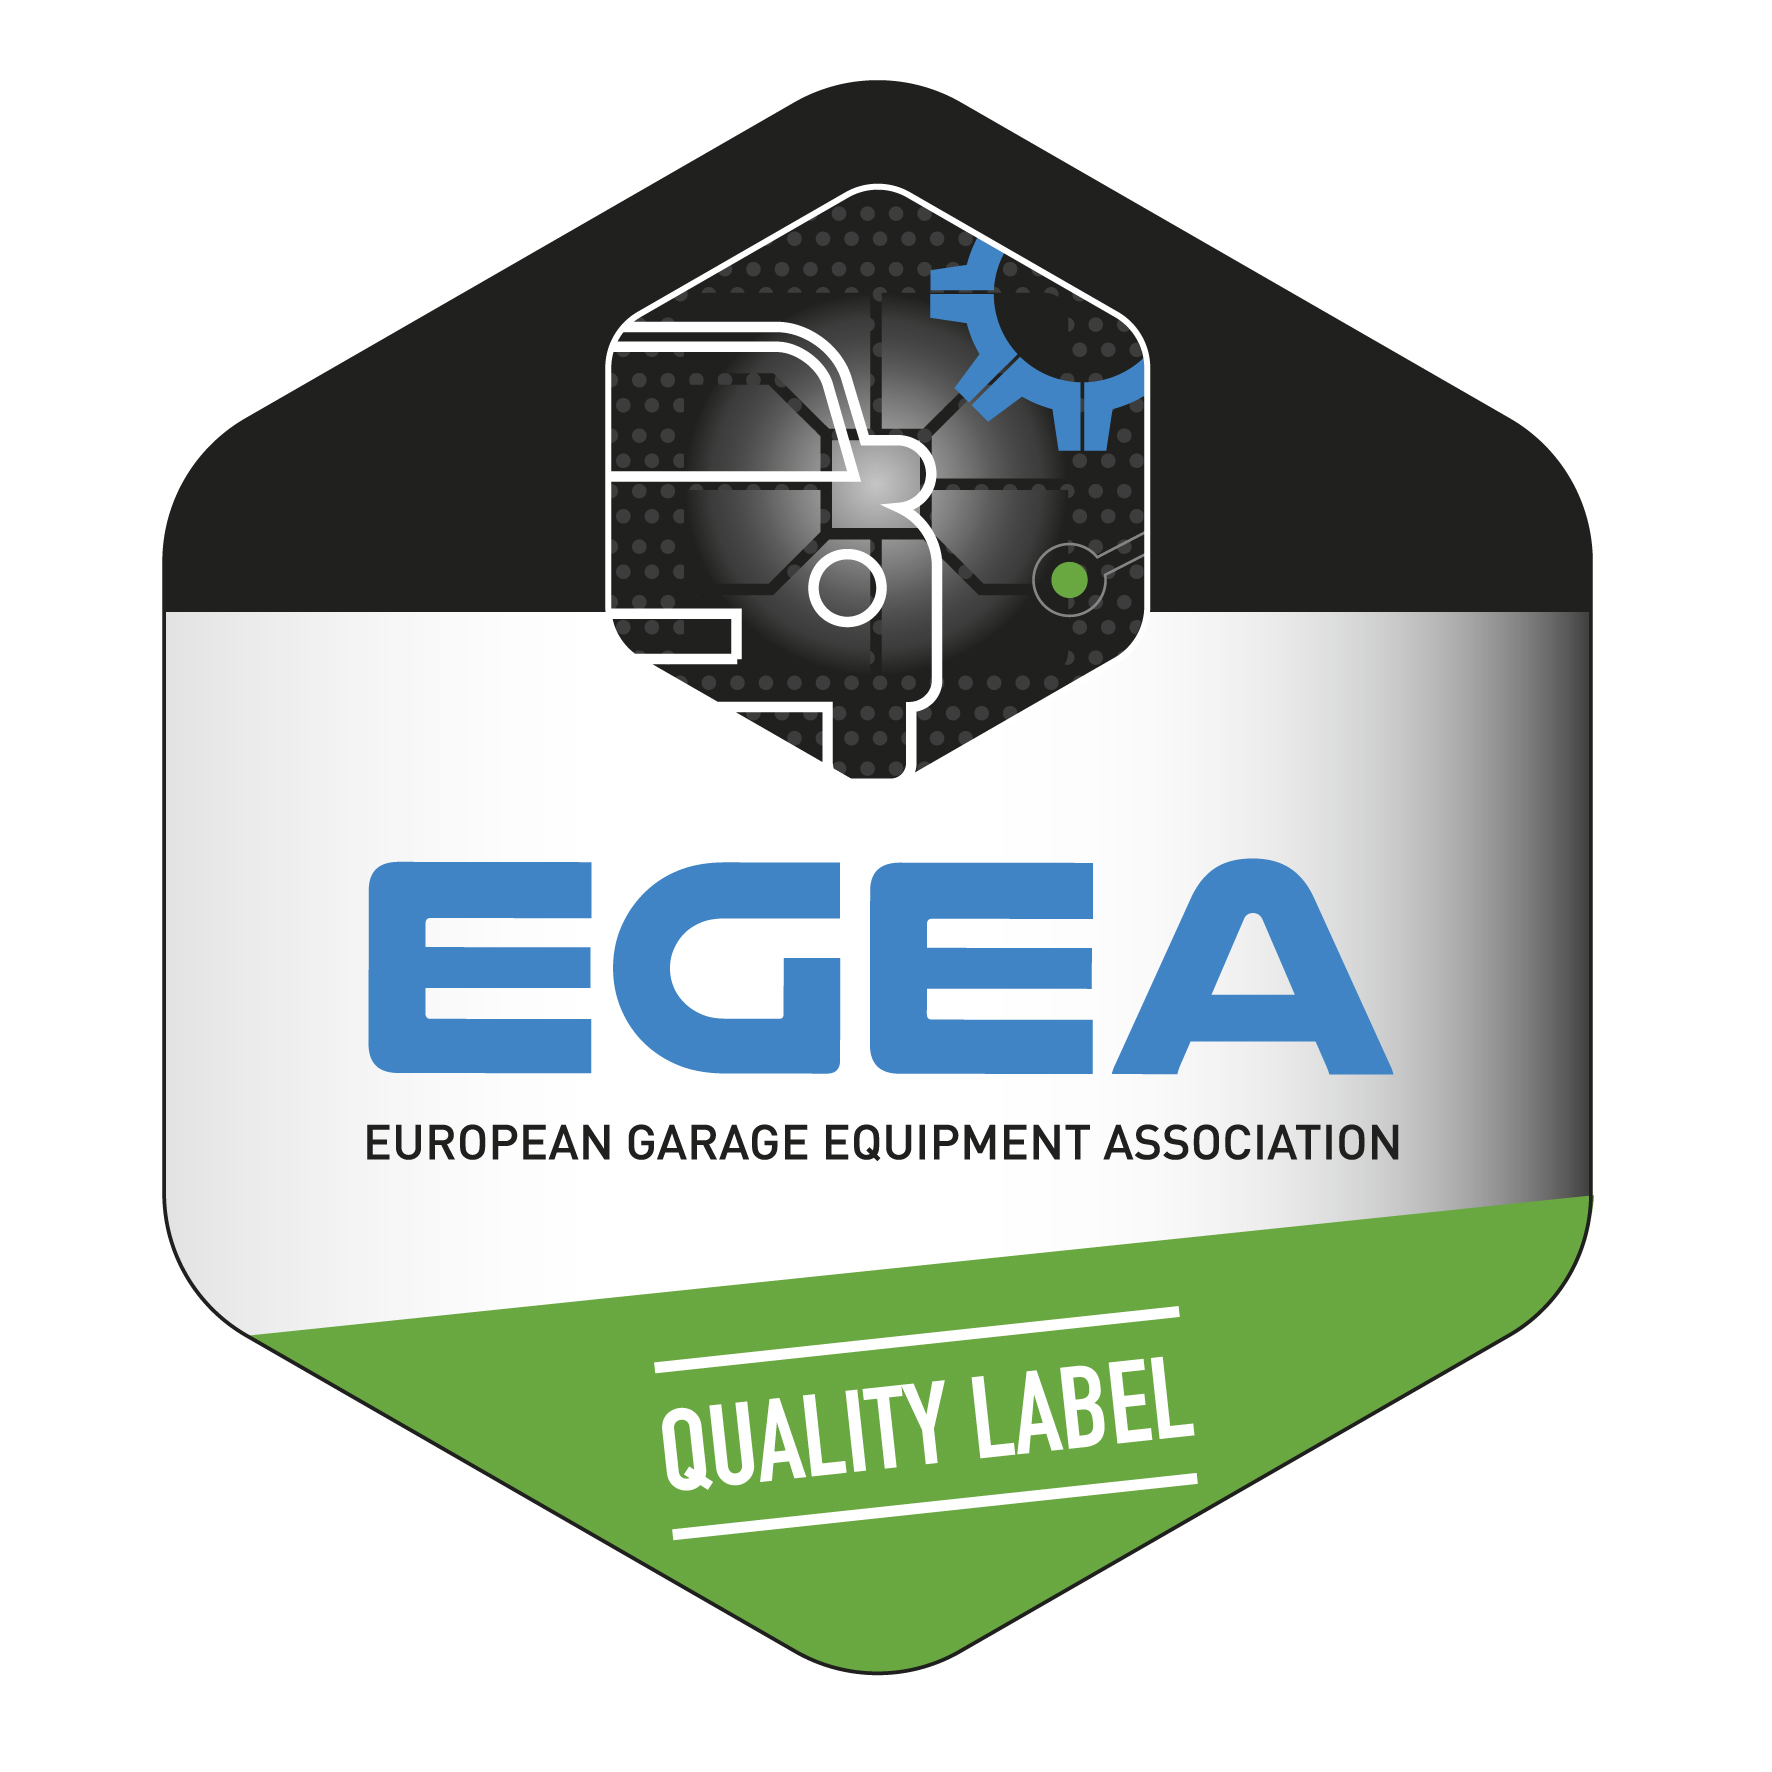 EGEA
EUROPEAN GARAGE EQUIPMENT ASSOCIATION
QUALITY LABEL